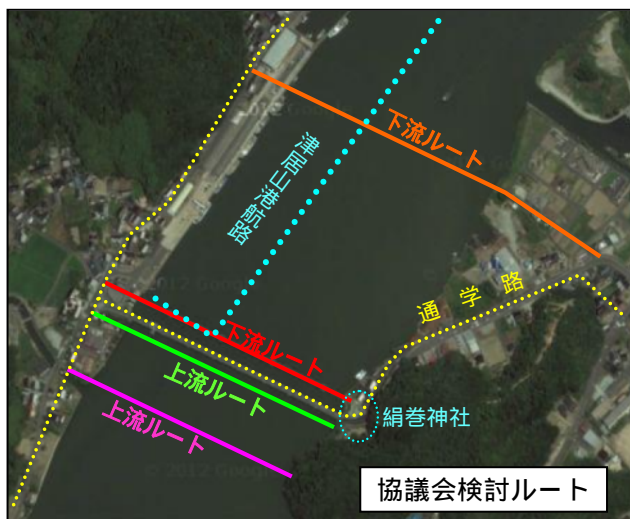 下流ルート
津居山港航路
通学路
下流ルート
上流ルート
絹巻神社
上流ルート
協議会検討ルート